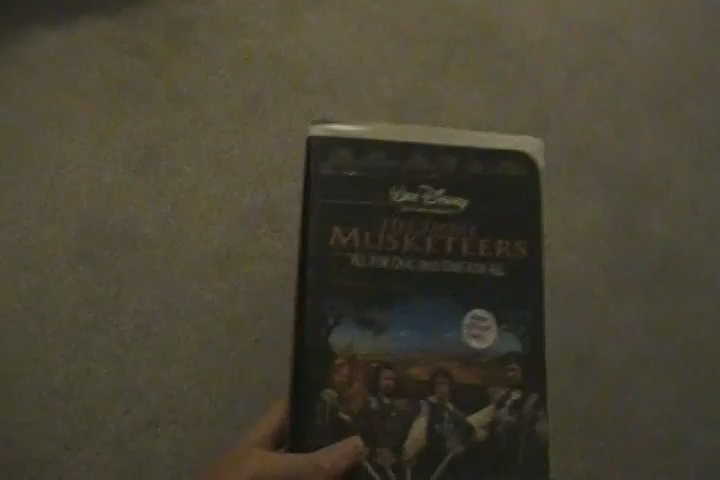 Walt Disney
The Three
MUSKETEERS
ALL FOR ONE AND ONE FOR ALL